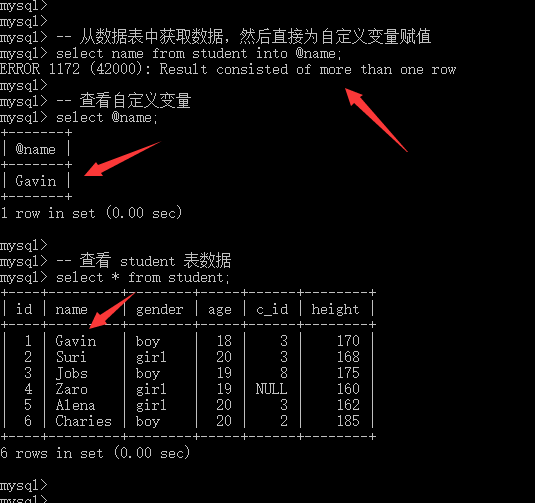 mysql>
mysql>
mysql> -- 从数据表中获取数据，然后直接为自定义变量赋值
mysql> select name from student into @name;
ERROR 1172 (42000): Result consisted of more than one row
mysql>
mysql> -- 查看自定义变量
mysql> select @name;
+-------+
| @name |
+-------+
| Gavin |
+-------+
1 row in set (0.00 sec)

mysql>
mysql> -- 查看 student 表数据
mysql> select * from student;
+----+---------+--------+-----+------+--------+
| id | name    | gender | age | c_id | height |
+----+---------+--------+-----+------+--------+
|  1 | Gavin   | boy    |  18 |    3 |    170 |
|  2 | Suri    | girl   |  20 |    3 |    168 |
|  3 | Jobs    | boy    |  19 |    8 |    175 |
|  4 | Zaro    | girl   |  19 | NULL |    160 |
|  5 | Alena   | girl   |  20 |    3 |    162 |
|  6 | Charies | boy    |  20 |    2 |    185 |
+----+---------+--------+-----+------+--------+
6 rows in set (0.00 sec)

mysql>
mysql>